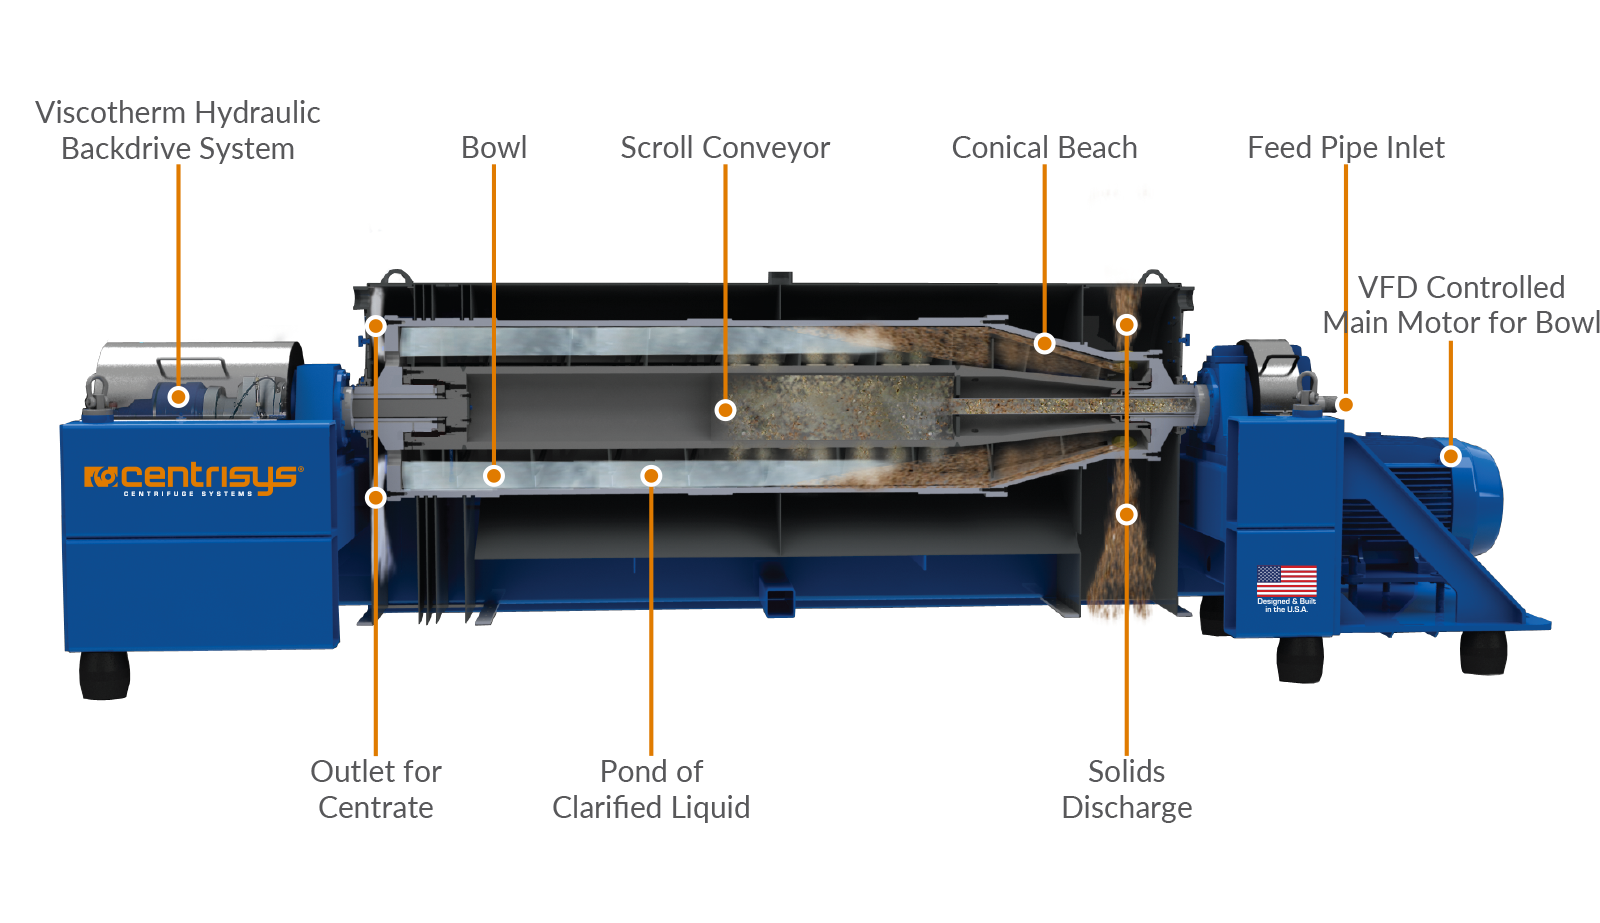 Viscotherm Hydraulic
Backdrive System
Bowl
Scroll Conveyor
Conical Beach
Feed Pipe Inlet
VFD Controlled
Main Motor for Bowl
centrisys®
CENTRIFUGE SYSTEMS
Designed & Built
in the U.S.A.
Outlet for
Centrate
Pond of
Clarified Liquid
Solids
Discharge